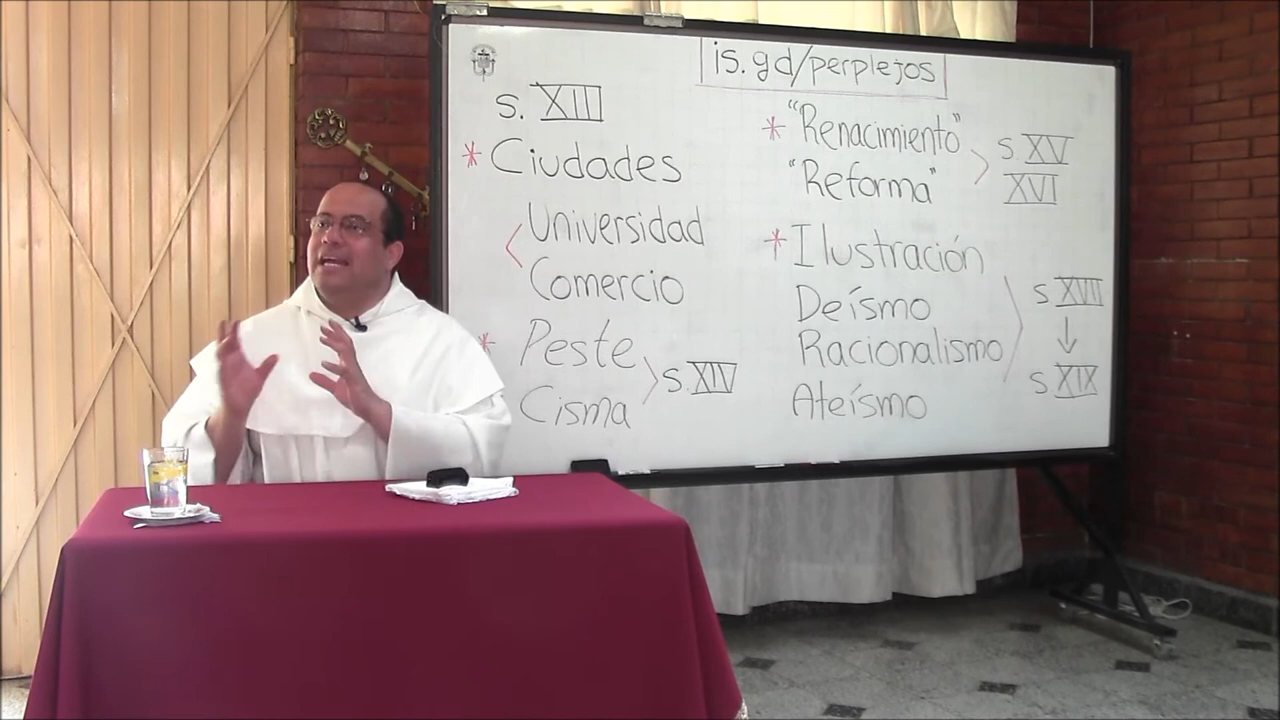 is.gd/perplejos
s. XIII
* Ciudades
Universidad
Comercio
* Peste
Cisma
s. XIV
* "Renacimiento"
"Reforma"
s. XV
XVI
* Ilustración
Deísmo
Racionalismo
Ateísmo
s. XVII
↓
s. XIX